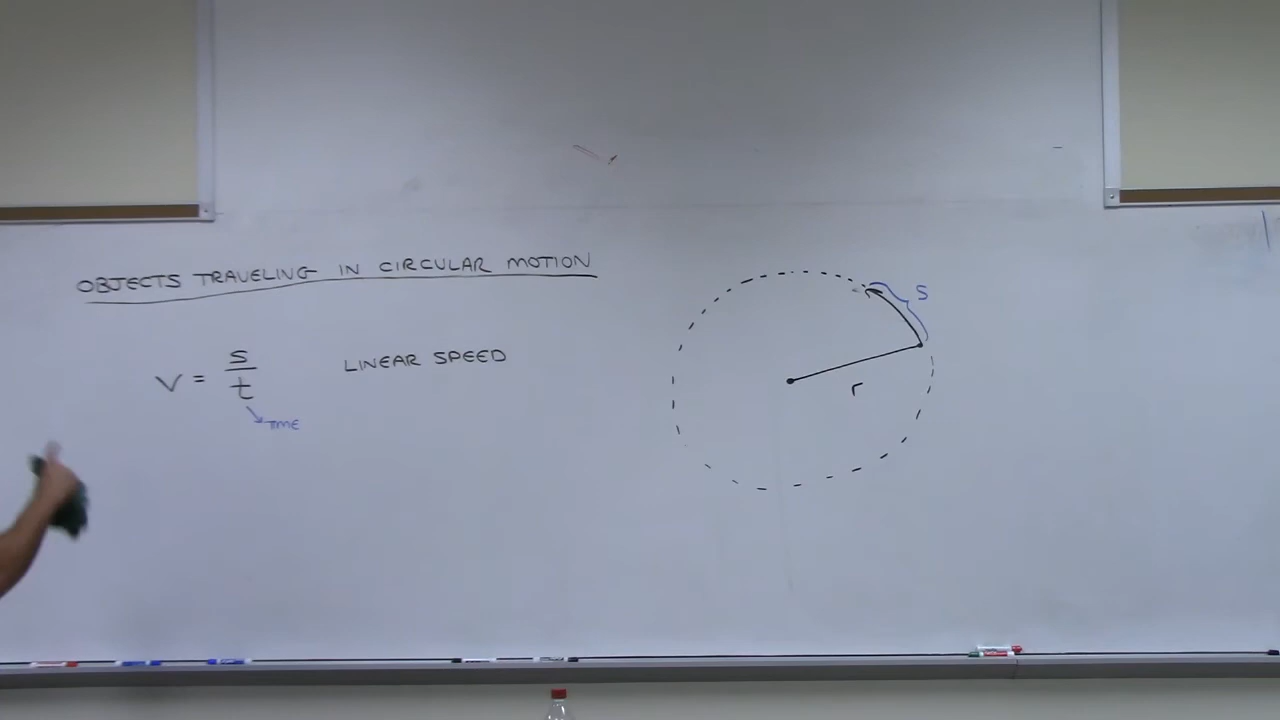 OBJECTS TRAVELING IN CIRCULAR MOTION
V = s/t LINEAR SPEED
TIME
S
r